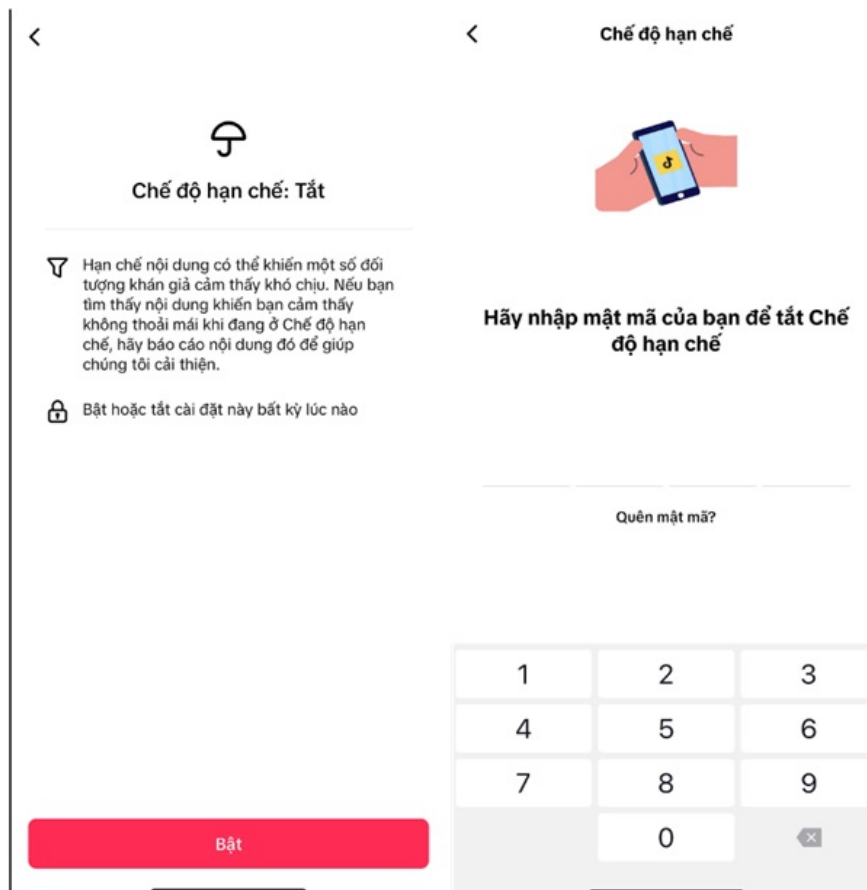 Chế độ hạn chế: Tắt
Hạn chế nội dung có thể khiến một số đối
tượng khán giả cảm thấy khó chịu. Nếu bạn
tìm thấy nội dung khiến bạn cảm thấy
không thoải mái khi đang ở Chế độ hạn
chế, hãy báo cáo nội dung đó để giúp
chúng tôi cải thiện.
Bật hoặc tắt cài đặt này bất kỳ lúc nào
Bật
Chế độ hạn chế
Hãy nhập mật mã của bạn để tắt Chế
độ hạn chế
Quên mật mã?
1 2 3
4 5 6
7 8 9
0